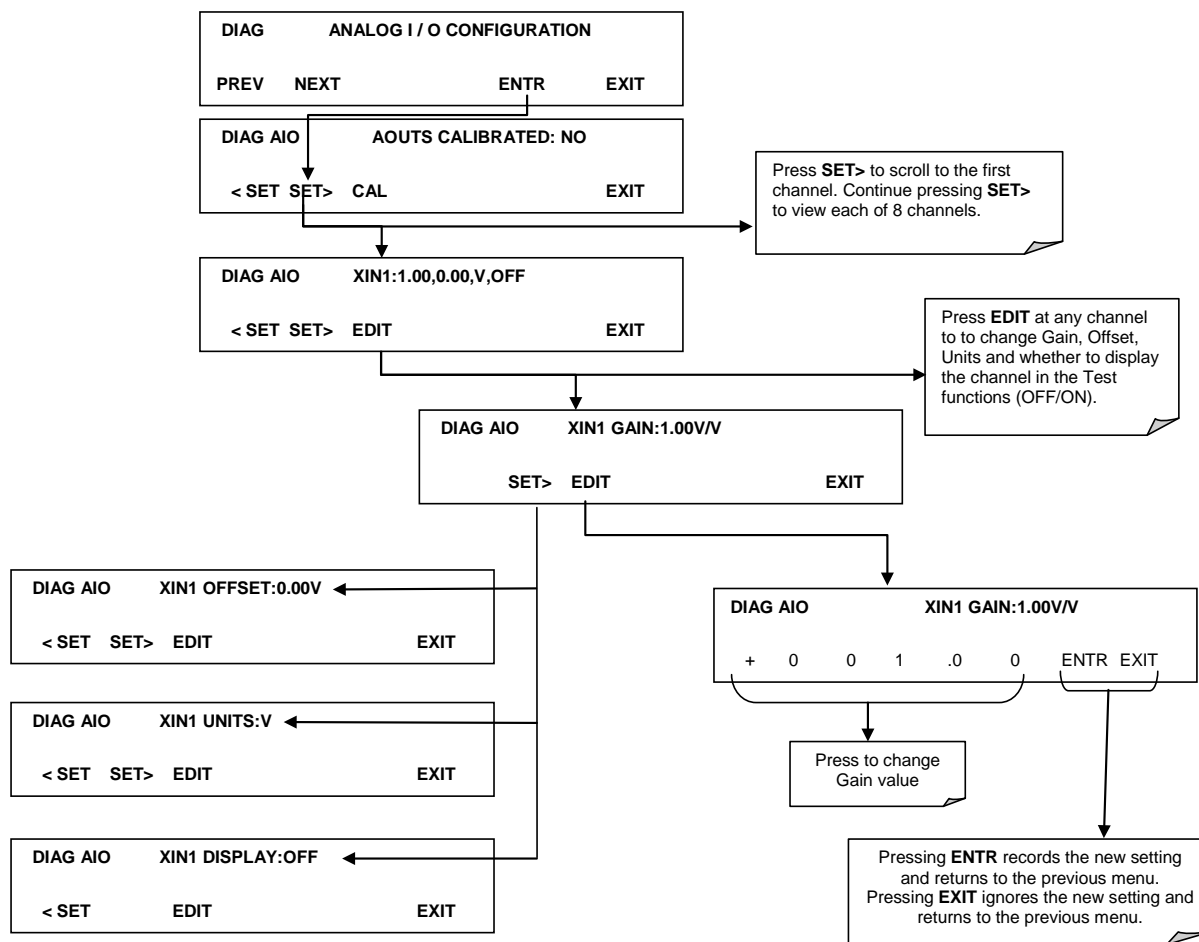 DIAG ANALOG I / O CONFIGURATION
PREV NEXT ENTR EXIT
DIAG AIO AOUTS CALIBRATED: NO
< SET SET> CAL EXIT
Press SET> to scroll to the first
channel. Continue pressing SET>
to view each of 8 channels.
DIAG AIO XIN1:1.00,0.00,V,OFF
< SET SET> EDIT EXIT
Press EDIT at any channel
to to change Gain, Offset,
Units and whether to display
the channel in the Test
functions (OFF/ON).
DIAG AIO XIN1 GAIN:1.00V/V
SET> EDIT EXIT
DIAG AIO XIN1 OFFSET:0.00V
< SET SET> EDIT EXIT
DIAG AIO XIN1 GAIN:1.00V/V
+ 0 0 1 .0 0 ENTR EXIT
Press to change
Gain value
DIAG AIO XIN1 UNITS:V
< SET SET> EDIT EXIT
DIAG AIO XIN1 DISPLAY:OFF
< SET EDIT EXIT
Pressing ENTR records the new setting
and returns to the previous menu.
Pressing EXIT ignores the new setting and
returns to the previous menu.